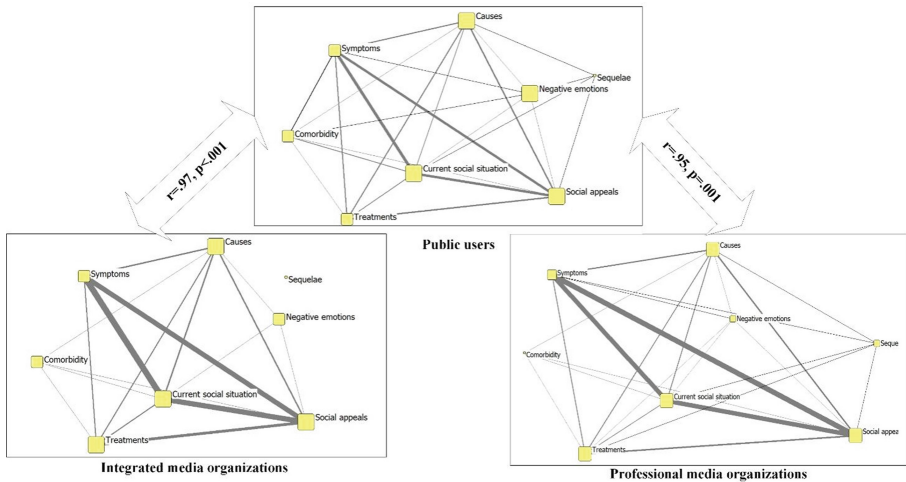 Causes
Symptoms
Sequelae
Negative emotions
Comorbidity
Current social situation
Social appeals
Treatments
r=.97, p<.001
r=.95, p=.001
Public users
Causes
Symptoms
Sequelae
Negative emotions
Comorbidity
Current social situation
Social appeals
Treatments
Integrated media organizations
Causes
Symptoms
Negative emotions
Seque
Comorbidity
Current social situation
Social appez
Treatments
Professional media organizations